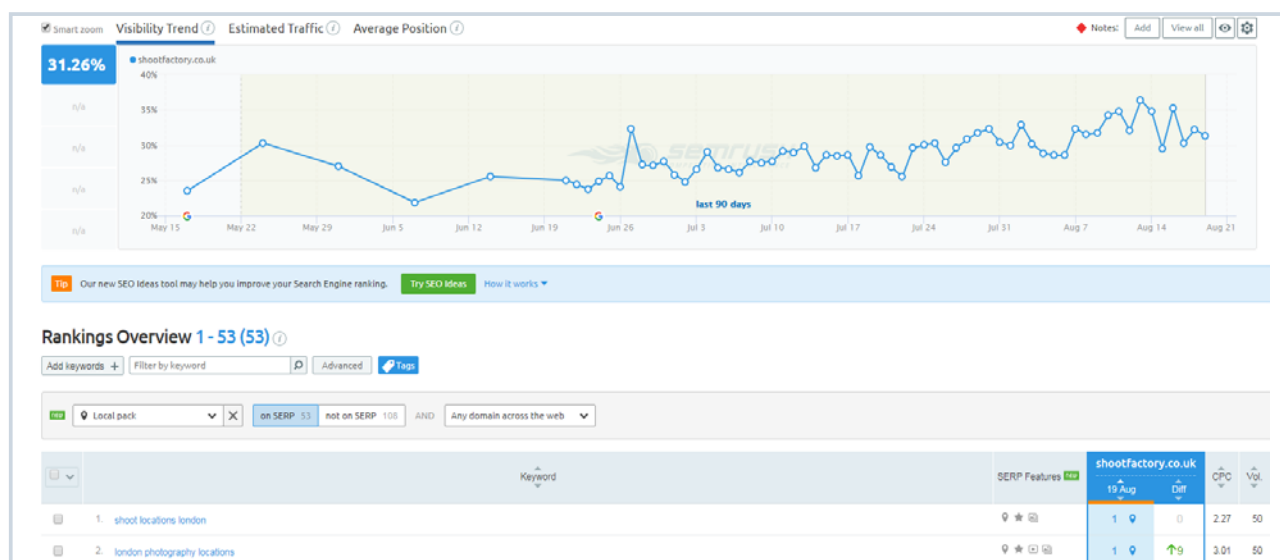 Smart zoom Visibility Trend i Estimated Traffic i Average Position i Notes: Add View all
31.26%
n/a
n/a
n/a
n/a
shootfactory.co.uk
40%
35%
30%
25%
20%
semrush
last 90 days
May 15 May 22 May 29 Jun 5 Jun 12 Jun 19 Jun 26 Jul 3 Jul 10 Jul 17 Jul 24 Jul 31 Aug 7 Aug 14 Aug 21
Tip Our new SEO Ideas tool may help you improve your Search Engine ranking. Try SEO Ideas How it works
Rankings Overview 1 - 53 (53) i
Add keywords + Filter by keyword Advanced Tags
new Local pack on SERP 53 not on SERP 108 AND Any domain across the web
Keyword SERP Features new shootfactory.co.uk CPC Vol.
19 Aug Diff
1. shoot locations london 1 0 2.27 50
2. london photography locations 1 9 3.01 50